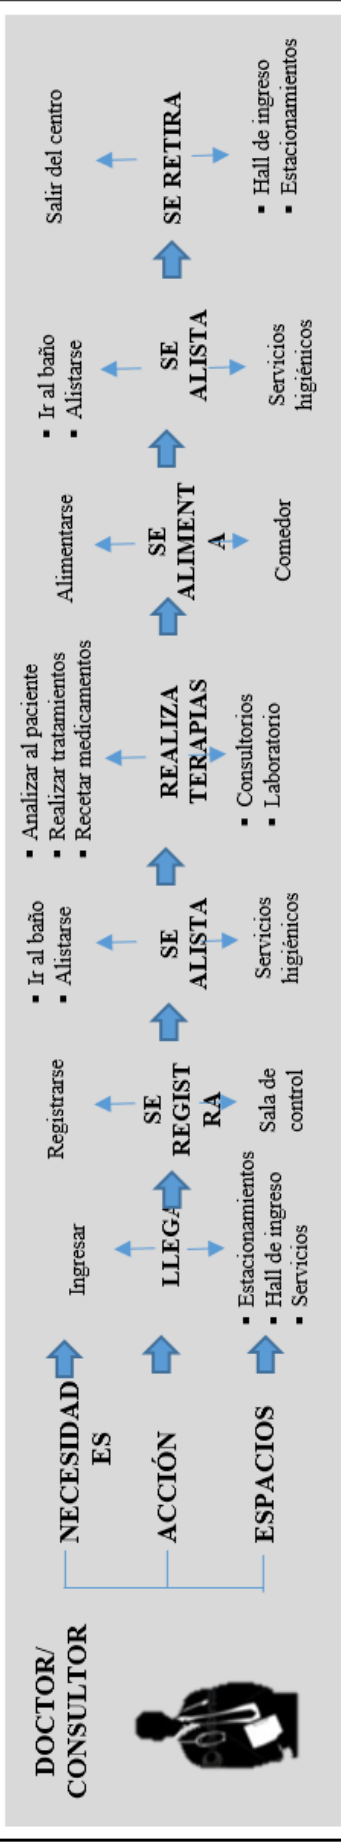 DOCTOR/
CONSULTOR
NECESIDAD
ES
ACCIÓN
ESPACIOS
Ingresar
LLEGA
▪ Estacionamientos
▪ Hall de ingreso
▪ Servicios
Registrarse
SE
REGIST
RA
Sala de
control
▪ Ir al baño
▪ Alistarse
SE
ALISTA
Servicios
higiénicos
▪ Analizar al paciente
▪ Realizar tratamientos
▪ Recetar medicamentos
REALIZA
TERAPIAS
▪ Consultorios
▪ Laboratorio
Alimentarse
SE
ALIMENT
A
Comedor
▪ Ir al baño
▪ Alistarse
SE
ALISTA
Servicios
higiénicos
Salir del centro
SE RETIRA
▪ Hall de ingreso
▪ Estacionamientos